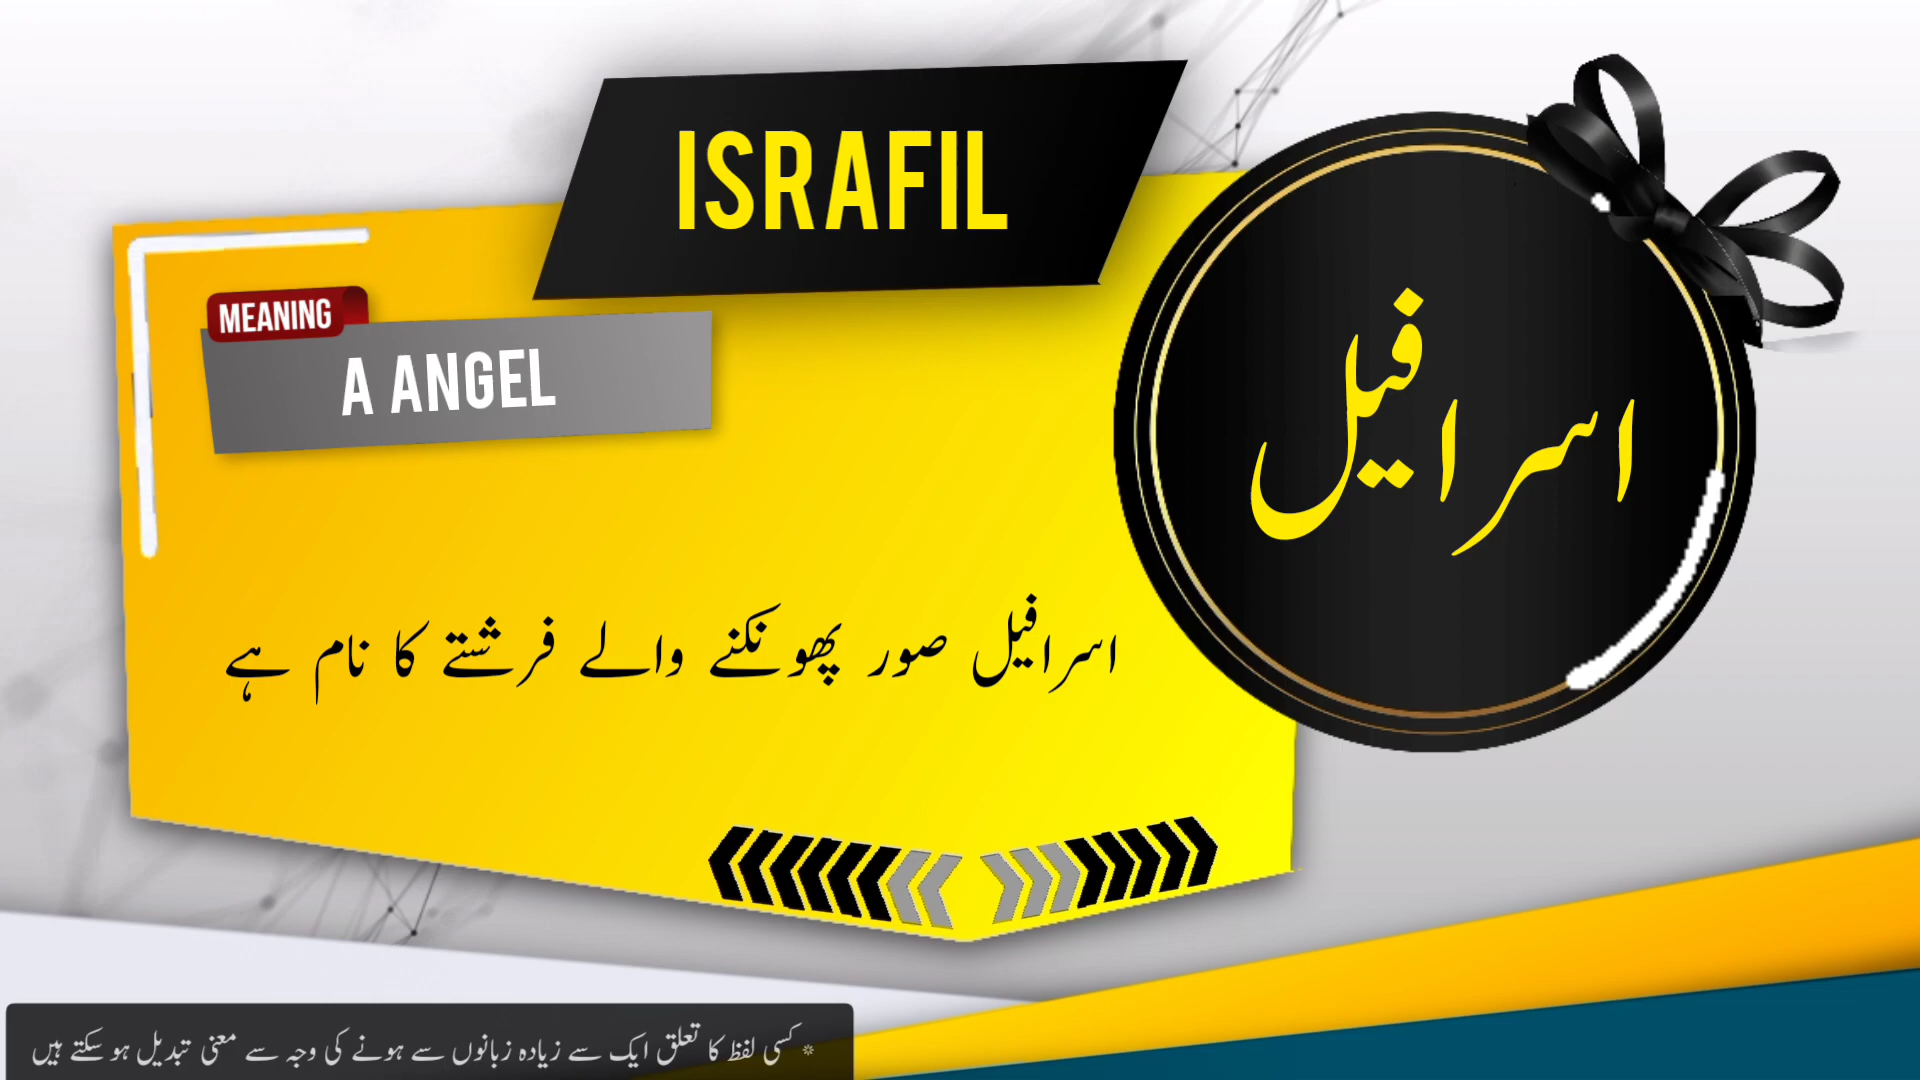 ISRAFIL
اسرافیل
MEANING
A ANGEL
اسرافیل صور پھونکنے والے فرشتے کا نام ہے
* کسی لفظ کا تعلق ایک سے زیادہ زبانوں سے ہونے کی وجہ سے معنی تبدیل ہو سکتے ہیں